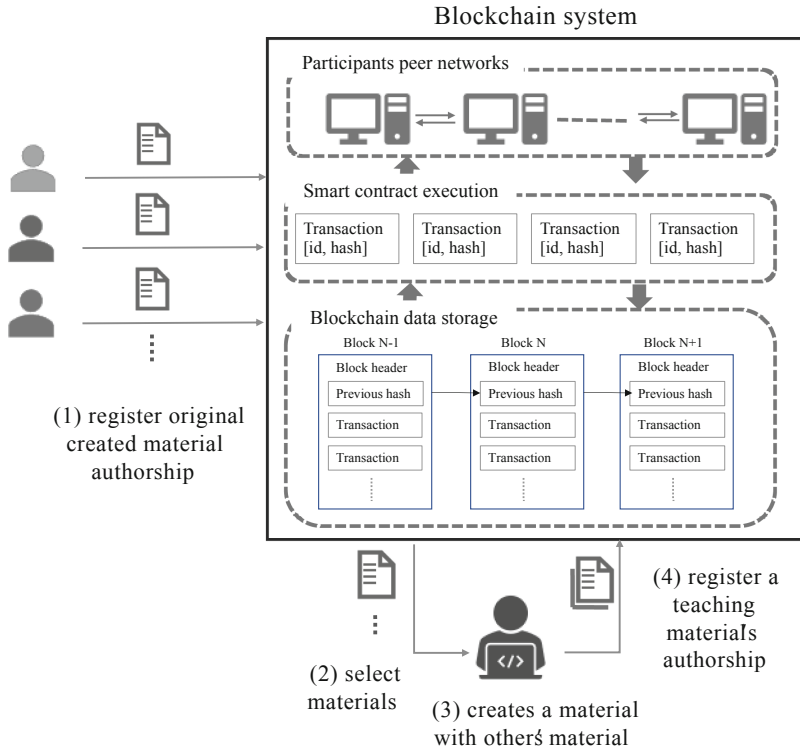 Blockchain system
Participants peer networks
Smart contract execution
Transaction
[id, hash]
Transaction
[id, hash]
Transaction
[id, hash]
Transaction
[id, hash]
Blockchain data storage
Block N-1
Block header
Previous hash
Transaction
Transaction
Block N
Block header
Previous hash
Transaction
Transaction
Block N+1
Block header
Previous hash
Transaction
Transaction
(1) register original
created material
authorship
(2) select
materials
</>
(3) creates a material
with other's material
(4) register a
teaching
material's
authorship